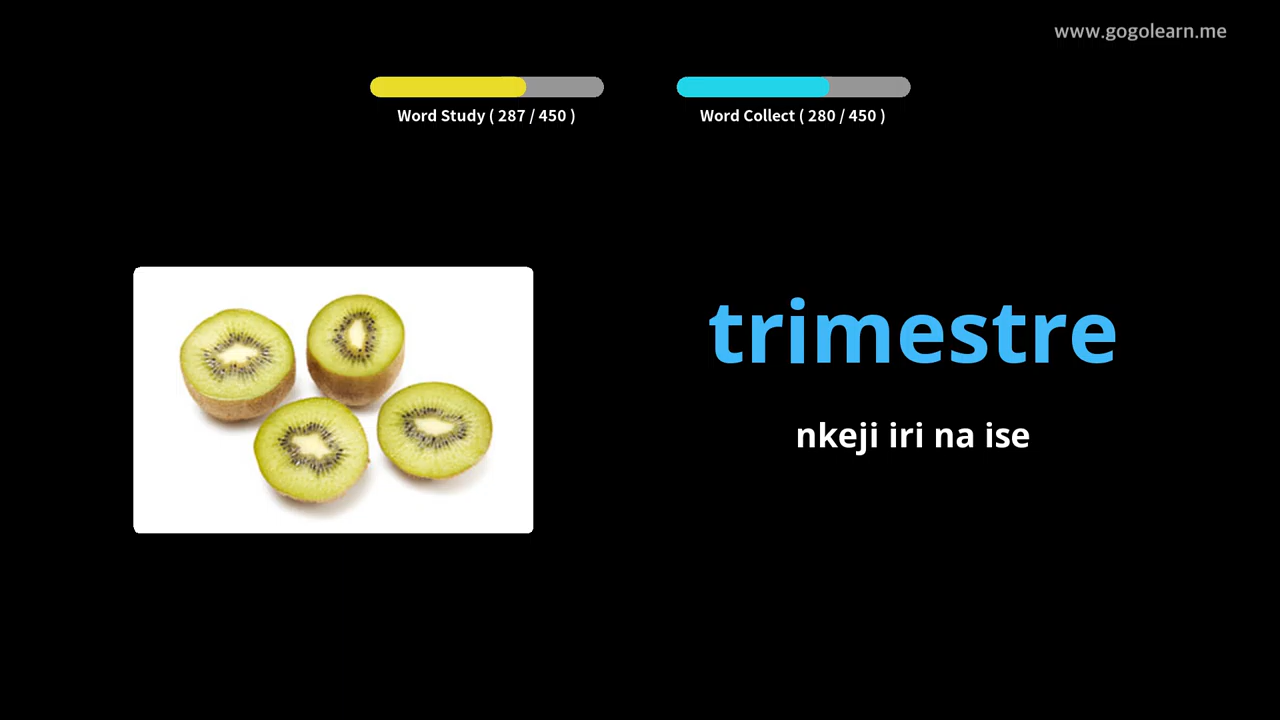 www.gogolearn.me
Word Study ( 287 / 450 )
Word Collect ( 280 / 450 )
trimestre
nkeji iri na ise